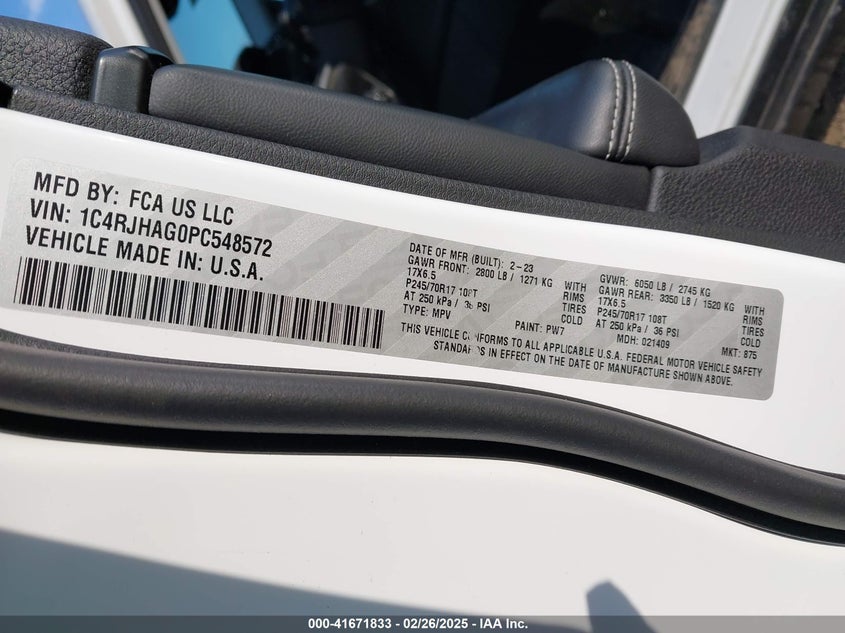 MFD BY: FCA US LLC
VIN: 1C4RJHAG0PC548572
VEHICLE MADE IN: U.S.A.
DATE OF MFR (BUILT): 2-23
GAWR FRONT: 2800 LB / 1271 KG WITH
17X6.5 RIMS
P245/70R17 108T TIRES
AT 250 kPa / 36 PSI COLD
TYPE: MPV PAINT: PW7
GVWR: 6050 LB / 2745 KG
GAWR REAR: 3350 LB / 1520 KG WITH
17X6.5 RIMS
P245/70R17 108T TIRES
AT 250 kPa / 36 PSI COLD
MDH: 021409 MKT: 875
THIS VEHICLE CONFORMS TO ALL APPLICABLE U.S.A. FEDERAL MOTOR VEHICLE SAFETY
STANDARDS IN EFFECT ON THE DATE OF MANUFACTURE SHOWN ABOVE.
000-41671833 - 02/26/2025 - IAA Inc.